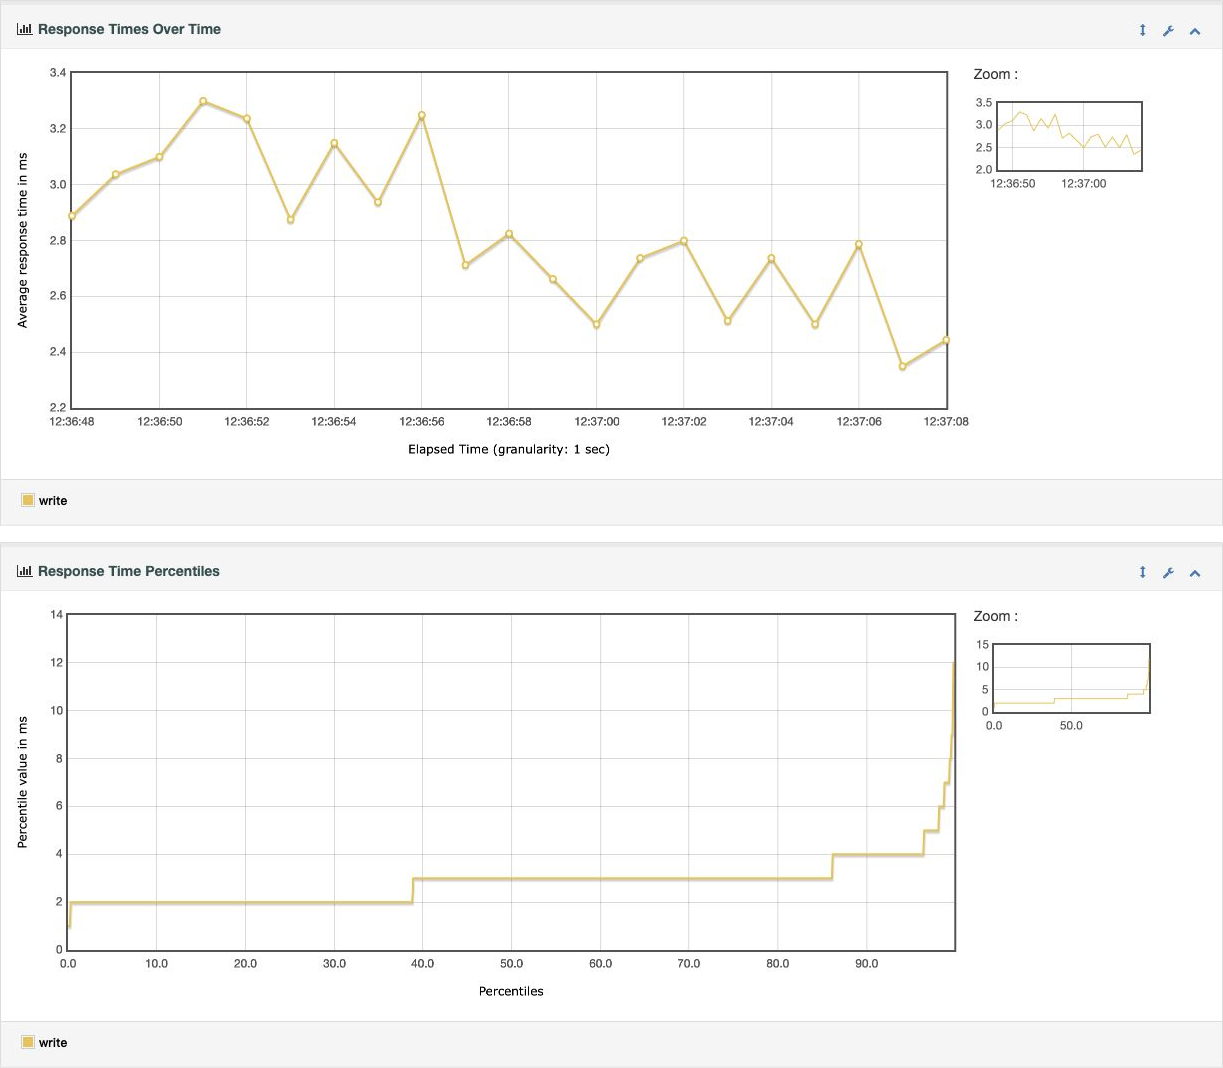 Response Times Over Time
Zoom :
3.4
3.2
3.0
2.8
2.6
2.4
2.2
Average response time in ms
12:36:48 12:36:50 12:36:52 12:36:54 12:36:56 12:36:58 12:37:00 12:37:02 12:37:04 12:37:06 12:37:08
Elapsed Time (granularity: 1 sec)
3.5
3.0
2.5
2.0
12:36:50 12:37:00
write
Response Time Percentiles
Zoom :
14
12
10
8
6
4
2
0
Percentile value in ms
0.0 10.0 20.0 30.0 40.0 50.0 60.0 70.0 80.0 90.0
Percentiles
15
10
5
0
0.0 50.0
write